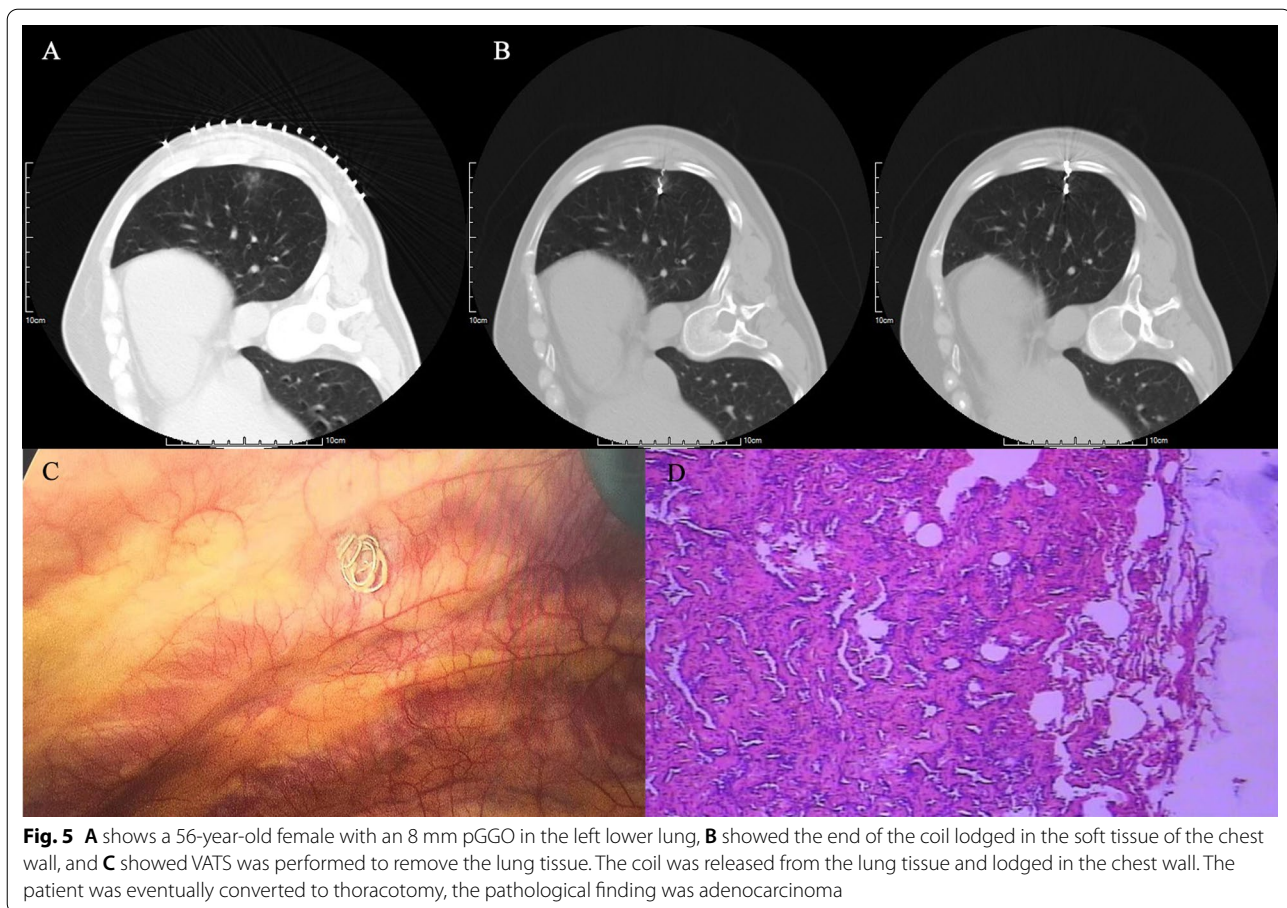 A
B
10cm
10cm
10cm
10cm
10cm
10cm
C
D
Fig. 5 A shows a 56-year-old female with an 8 mm pGGO in the left lower lung, B showed the end of the coil lodged in the soft tissue of the chest
wall, and C showed VATS was performed to remove the lung tissue. The coil was released from the lung tissue and lodged in the chest wall. The
patient was eventually converted to thoracotomy, the pathological finding was adenocarcinoma